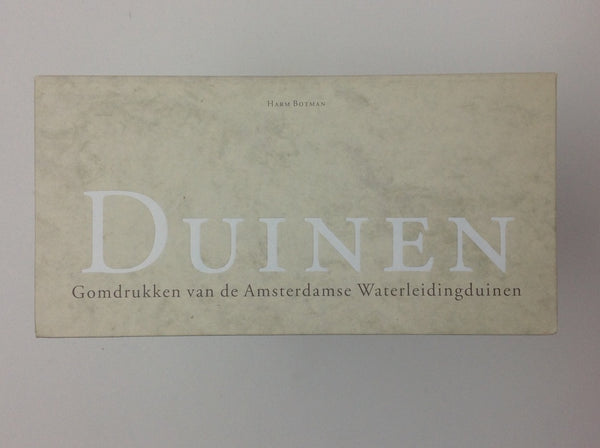 Harm Botman
Duinen
Gomdrukken van de Amsterdamse Waterleidingduinen